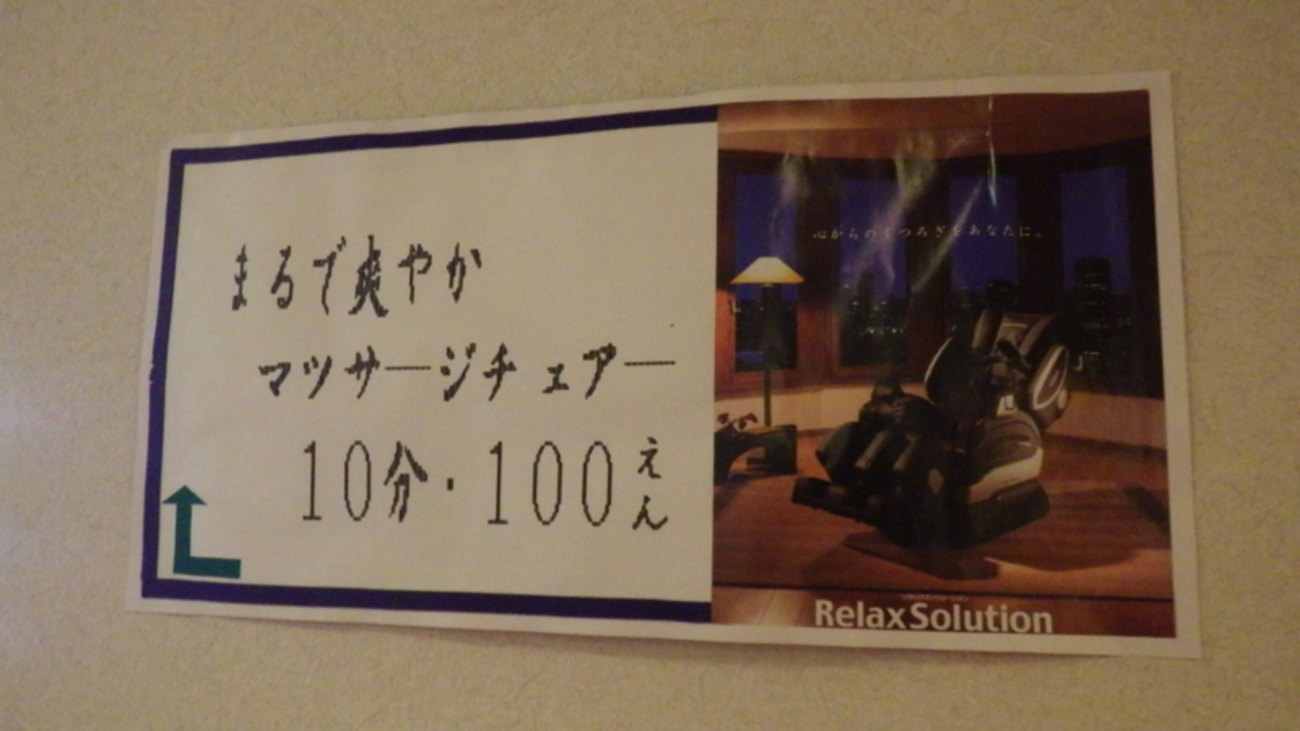 まるで爽やか
マッサージチェアー
10分・100えん
心からのくつろぎをあなたに。
RelaxSolution